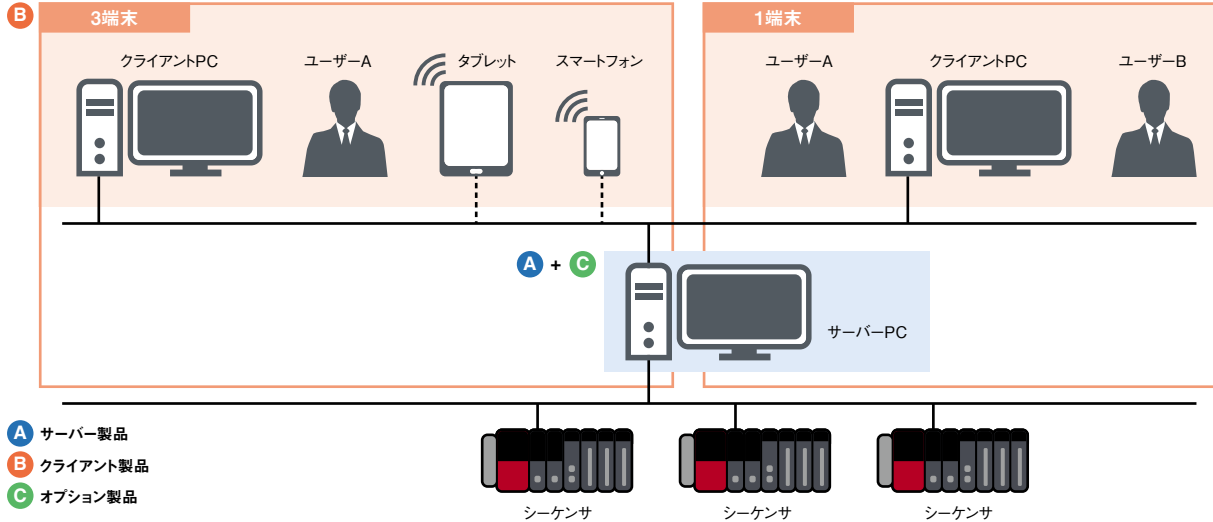 B
3端末
1端末
クライアントPC
ユーザーA
タブレット
スマートフォン
ユーザーA
クライアントPC
ユーザーB
A + C
サーバーPC
A サーバー製品
B クライアント製品
C オプション製品
シーケンサ
シーケンサ
シーケンサ